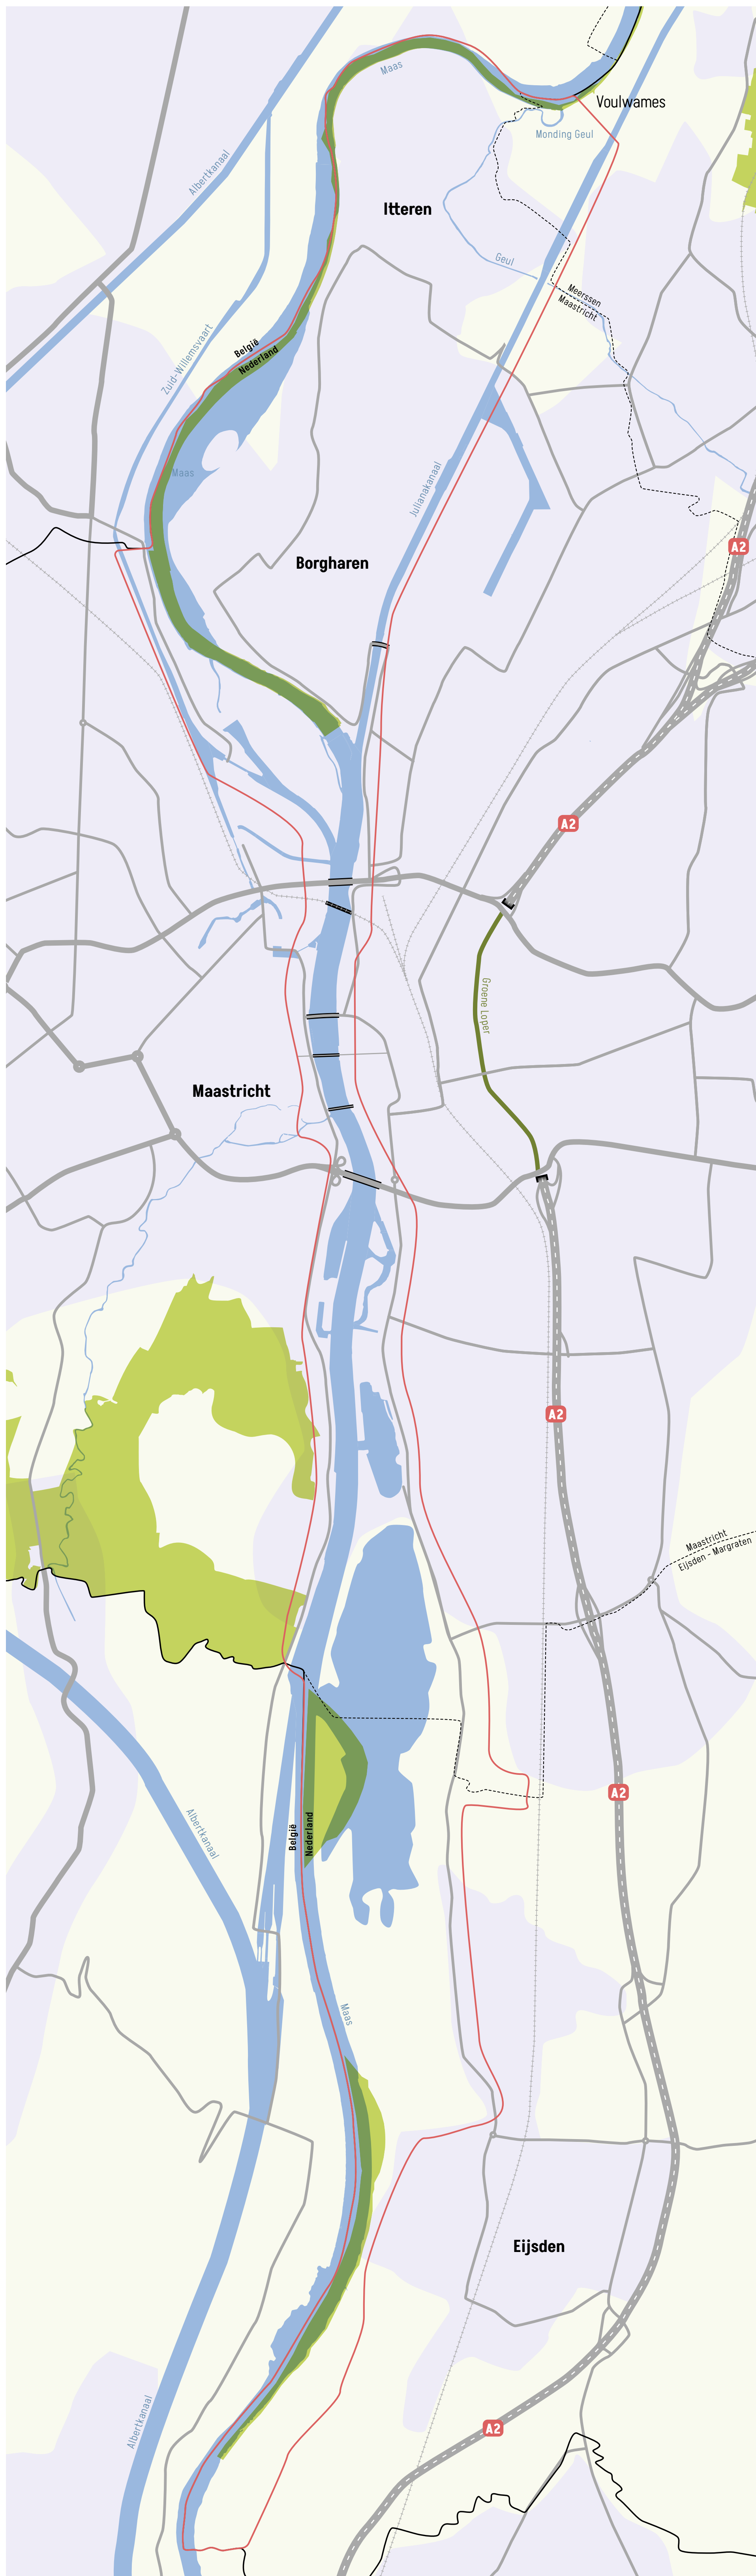 Maas
Voulwames
Monding Geul
Albertkanaal
Itteren
Geul
Meerssen
Maastricht
België
Nederland
Zuid-Willemsvaart
Maas
Julianakanaal
A2
Borgharen
A2
Groene Loper
Maastricht
A2
Maastricht
Eijsden - Margraten
A2
Albertkanaal
België
Nederland
Maas
Eijsden
Albertkanaal
A2